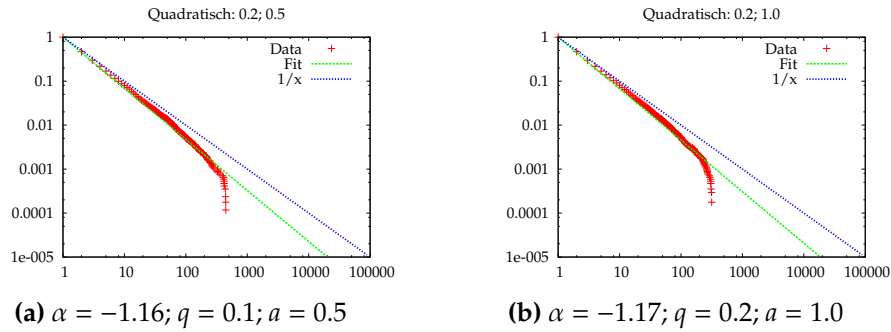 Quadratisch: 0.2; 0.5
1
0.1
0.01
0.001
0.0001
1e-005
1 10 100 1000 10000 100000
Data
Fit
1/x
(a) α = −1.16; q = 0.1; a = 0.5
Quadratisch: 0.2; 1.0
1
0.1
0.01
0.001
0.0001
1e-005
1 10 100 1000 10000 100000
Data
Fit
1/x
(b) α = −1.17; q = 0.2; a = 1.0